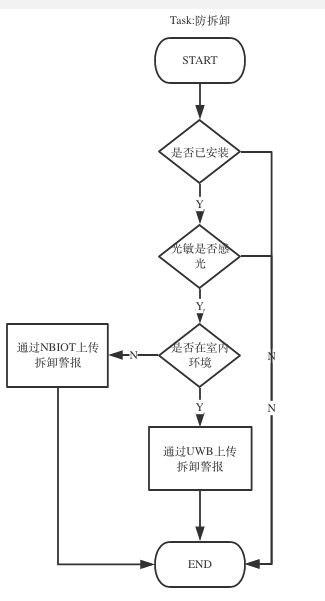 Task:防拆卸
START
是否已安装
Y
光敏是否感
光
Y
是否在室内
环境
N
N
通过NBIOT上传
拆卸警报
Y
N
通过UWB上传
拆卸警报
END